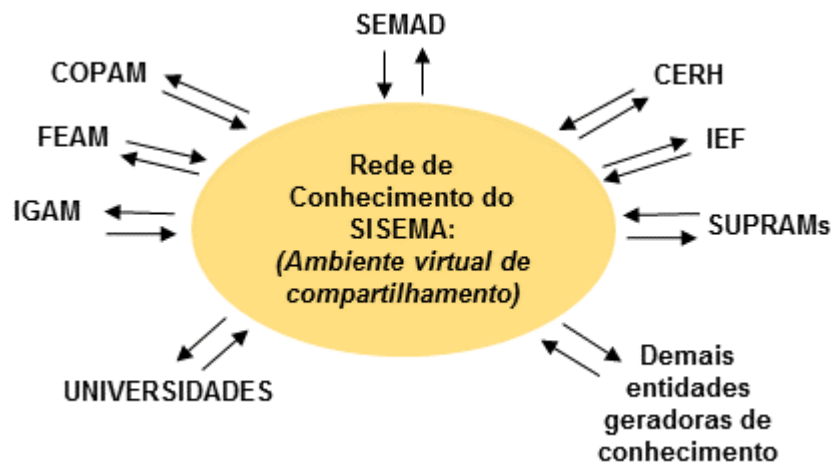 SEMAD
COPAM
CERH
FEAM
IEF
IGAM
SUPRAMs
Rede de
Conhecimento do
SISEMA:
(Ambiente virtual de
compartilhamento)
UNIVERSIDADES
Demais
entidades
geradoras de
conhecimento